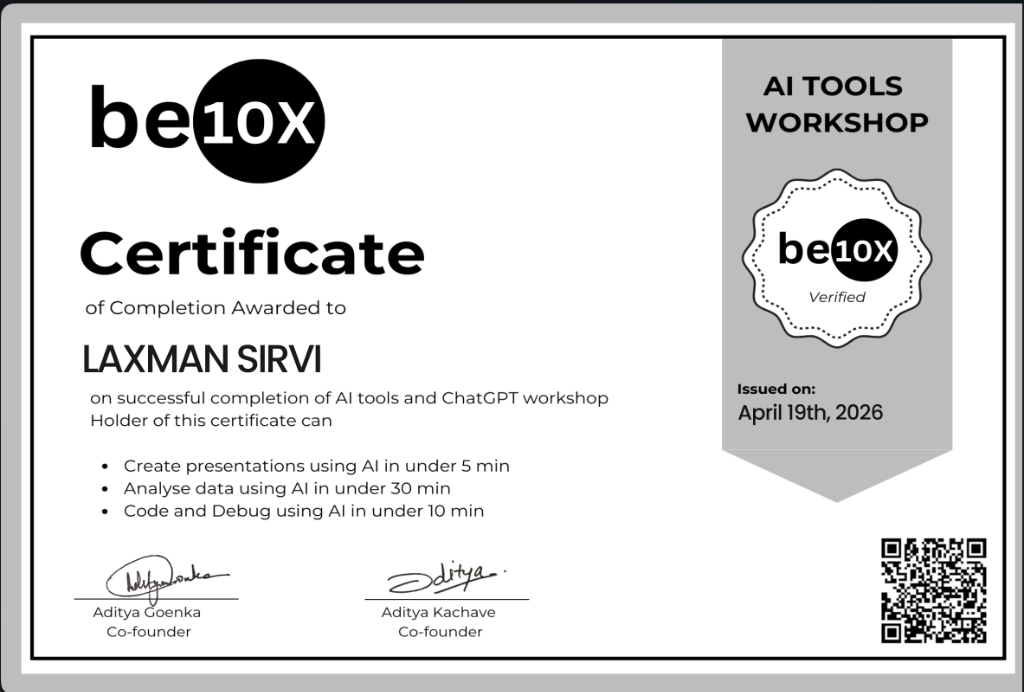 be10X
Certificate
of Completion Awarded to
LAXMAN SIRVI
on successful completion of AI tools and ChatGPT workshop
Holder of this certificate can
• Create presentations using AI in under 5 min
• Analyse data using AI in under 30 min
• Code and Debug using AI in under 10 min
Aditya Goenka
Co-founder
Aditya
Aditya Kachave
Co-founder
AI TOOLS
WORKSHOP
be10X
Verified
Issued on:
April 19th, 2026